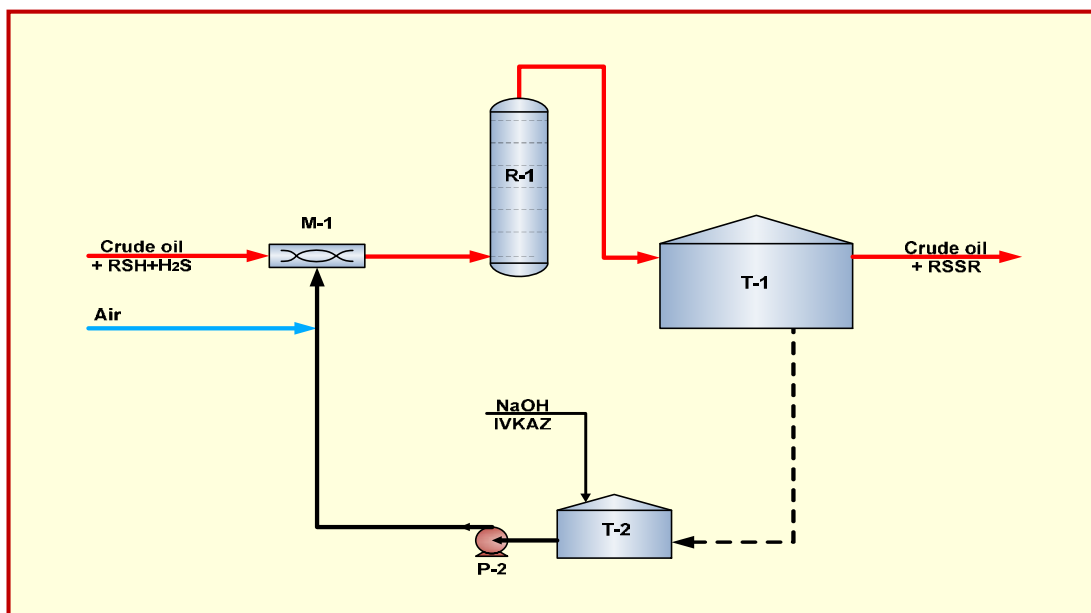 R-1
M-1
Crude oil
+ RSH+H₂S
Crude oil
+ RSSR
T-1
Air
NaOH
IVKAZ
T-2
P-2